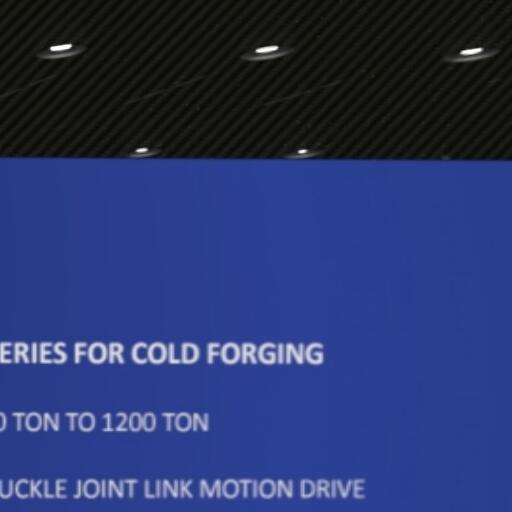 ERIES FOR COLD FORGING
0 TON TO 1200 TON
UCKLE JOINT LINK MOTION DRIVE